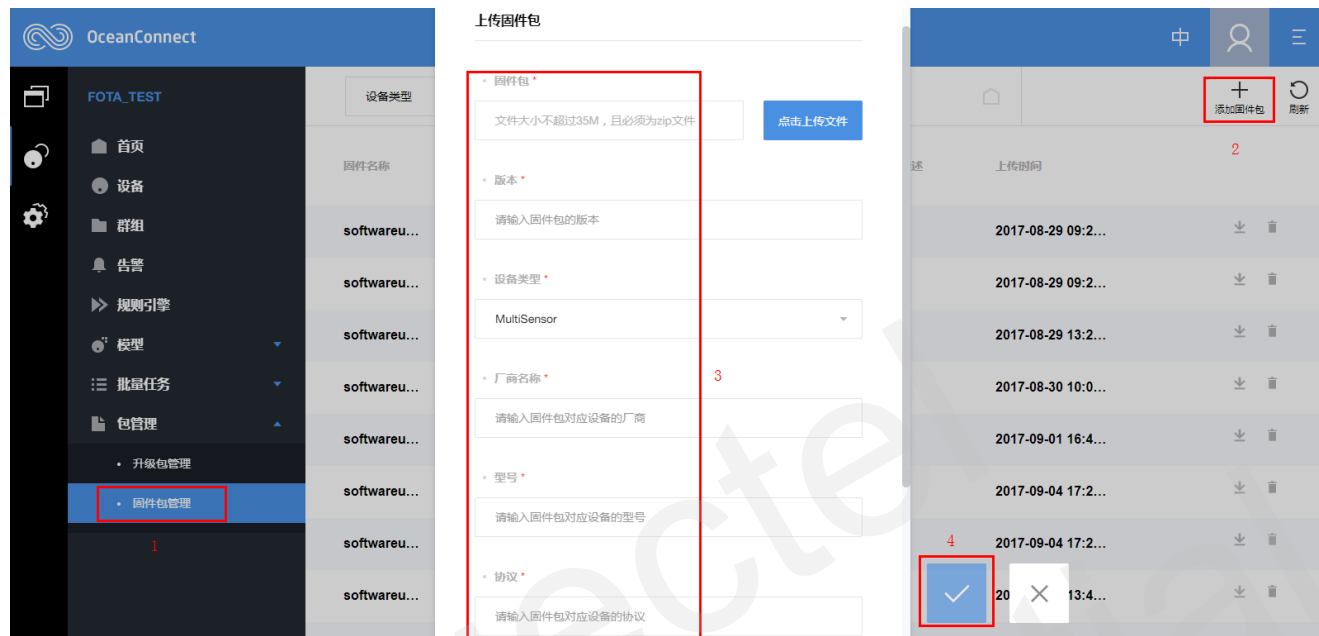 OceanConnect
中
FOTA_TEST
首页
设备
群组
告警
规则引擎
模型
批量任务
包管理
升级包管理
固件包管理
1
设备类型
添加固件包
刷新
2
固件名称
述
上传时间
softwareu...
2017-08-29 09:2...
softwareu...
2017-08-29 09:2...
softwareu...
2017-08-29 13:2...
softwareu...
2017-08-30 10:0...
softwareu...
2017-09-01 16:4...
softwareu...
2017-09-04 17:2...
softwareu...
2017-09-04 17:2...
softwareu...
20
13:4...
上传固件包
固件包 *
文件大小不超过35M，且必须为zip文件
点击上传文件
版本 *
请输入固件包的版本
设备类型 *
MultiSensor
厂商名称 *
请输入固件包对应设备的厂商
3
型号 *
请输入固件包对应设备的型号
协议 *
请输入固件包对应设备的协议
4